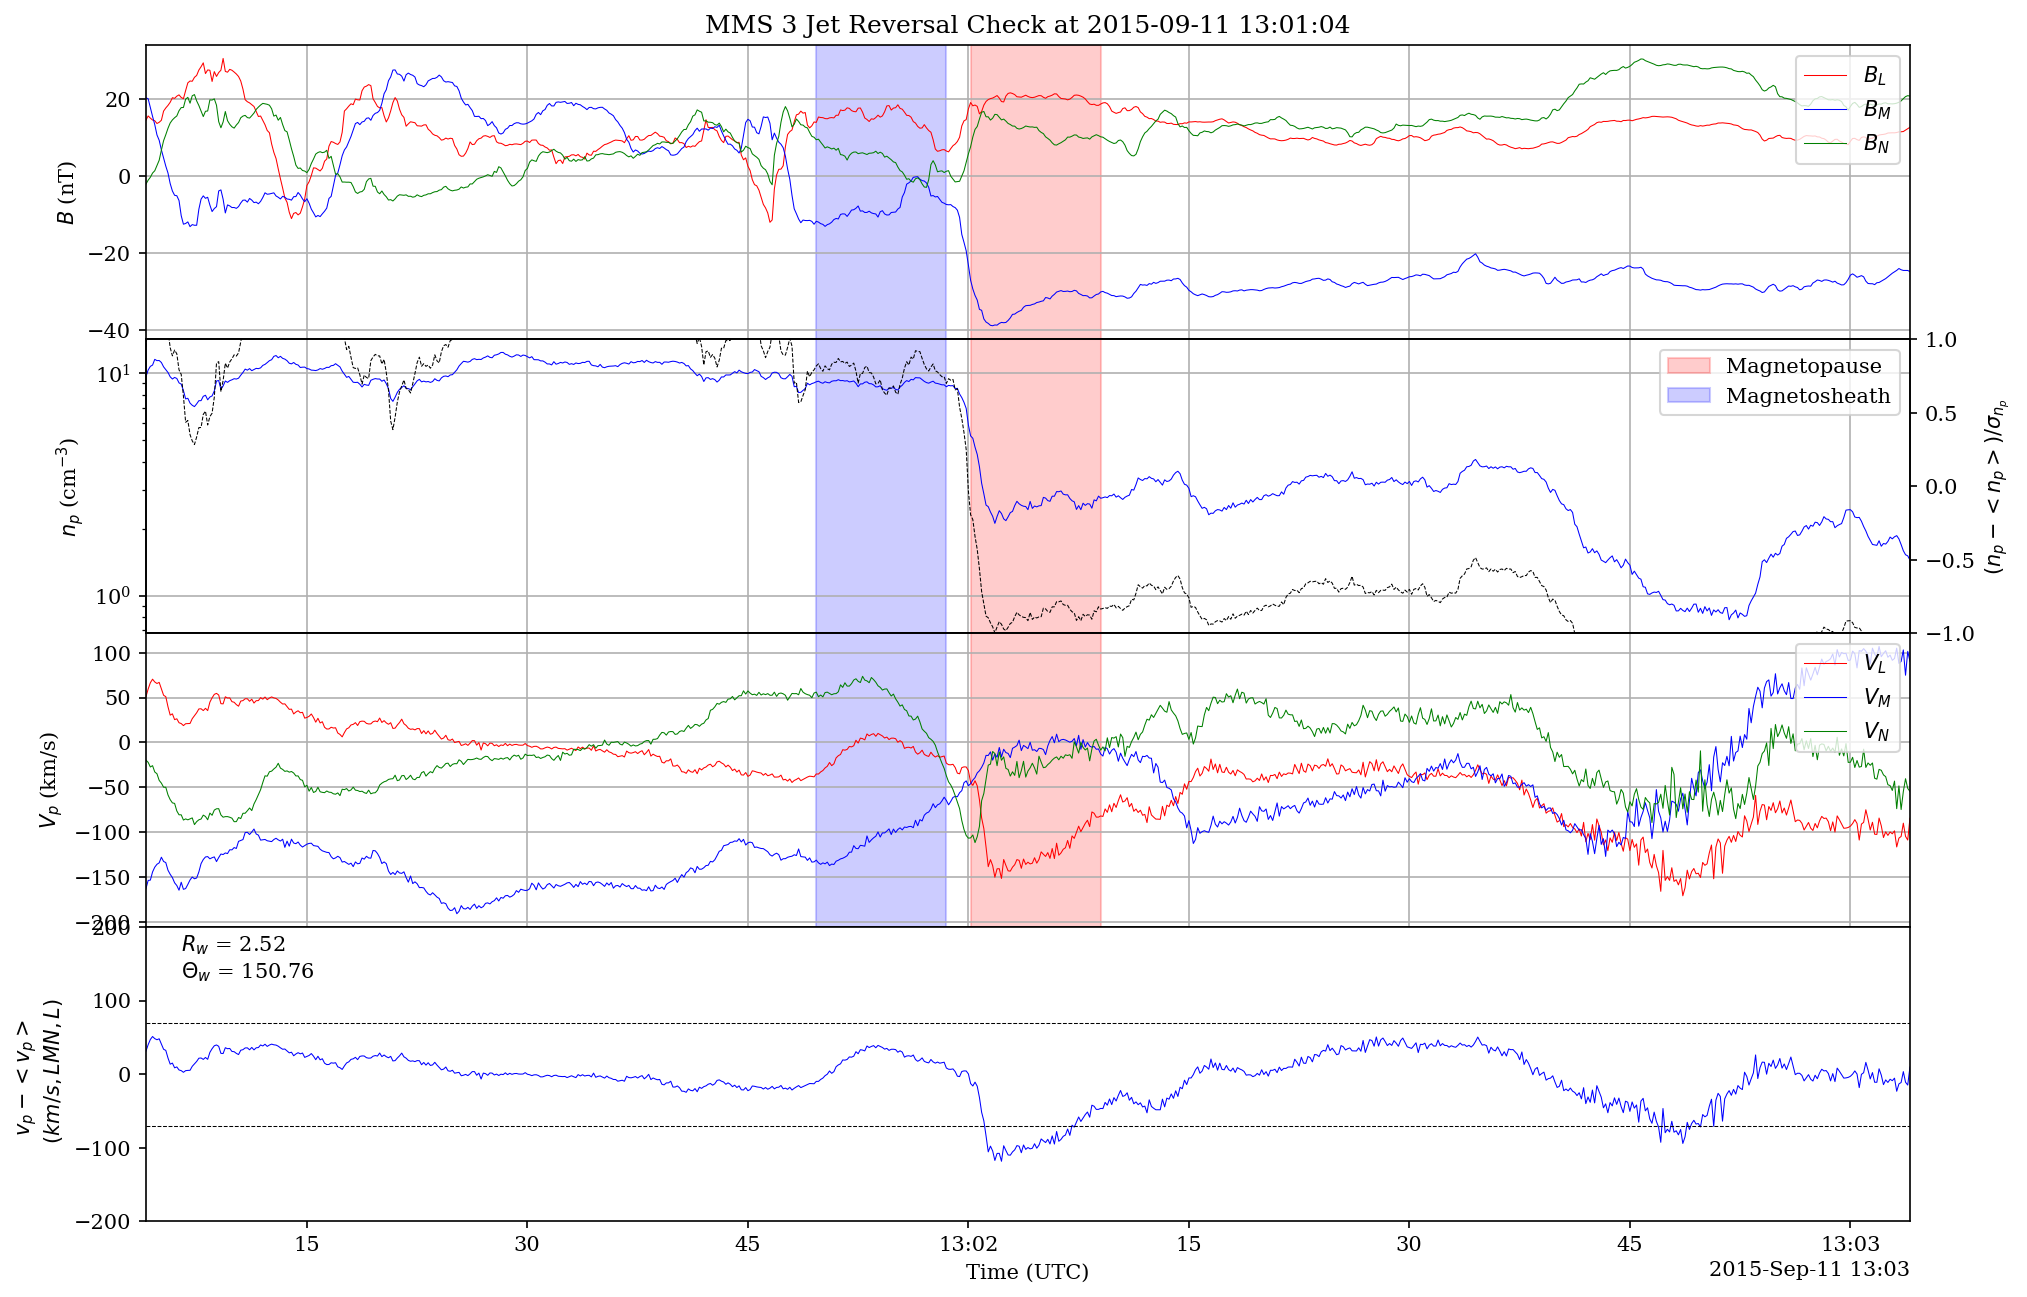 MMS 3 Jet Reversal Check at 2015-09-11 13:01:04
20
0
−20
−40
B (nT)
B_L
B_M
B_N
10^1
10^0
n_p (cm^−3)
1.0
0.5
0.0
−0.5
−1.0
(n_p − < n_p >)/σ_{n_p}
Magnetopause
Magnetosheath
100
50
0
−50
−100
−150
−200
V_p (km/s)
V_L
V_M
V_N
200
100
0
−100
−200
v_p − < v_p >
(km/s, LMN, L)
R_w = 2.52
Θ_w = 150.76
15
30
45
13:02
15
30
45
13:03
Time (UTC)
2015-Sep-11 13:03